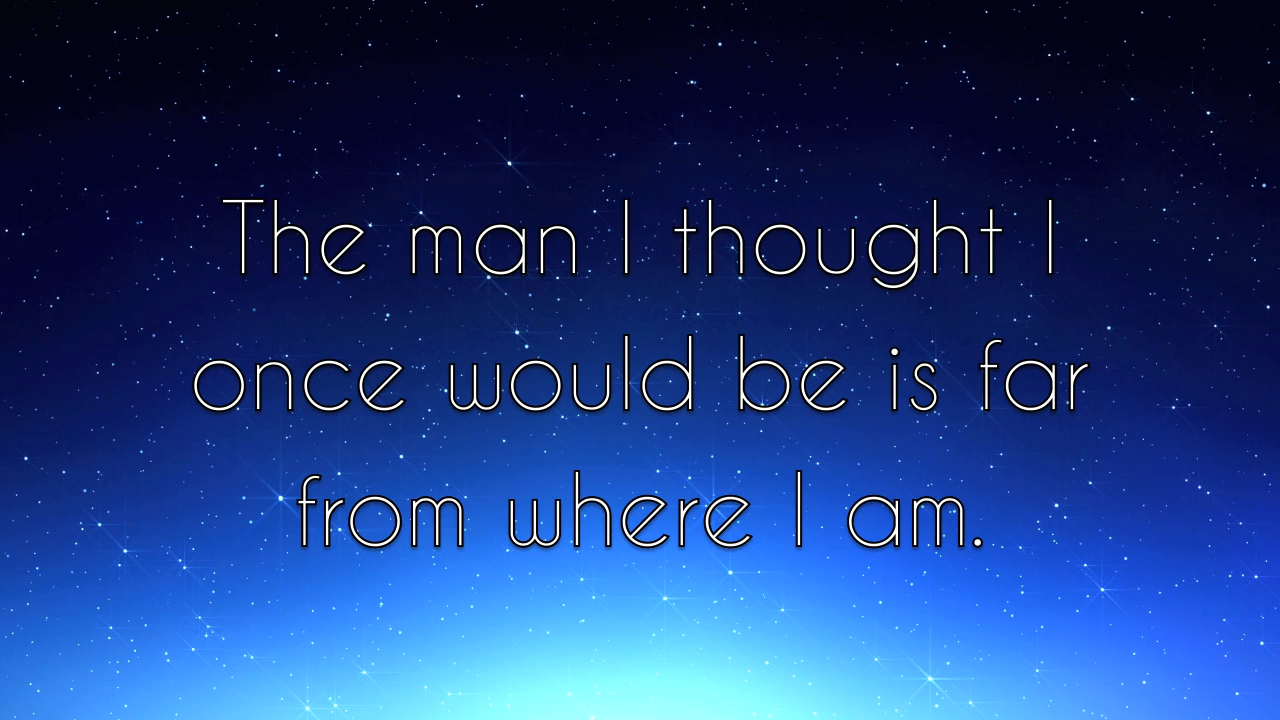 The man I thought I
once would be is far
from where I am.